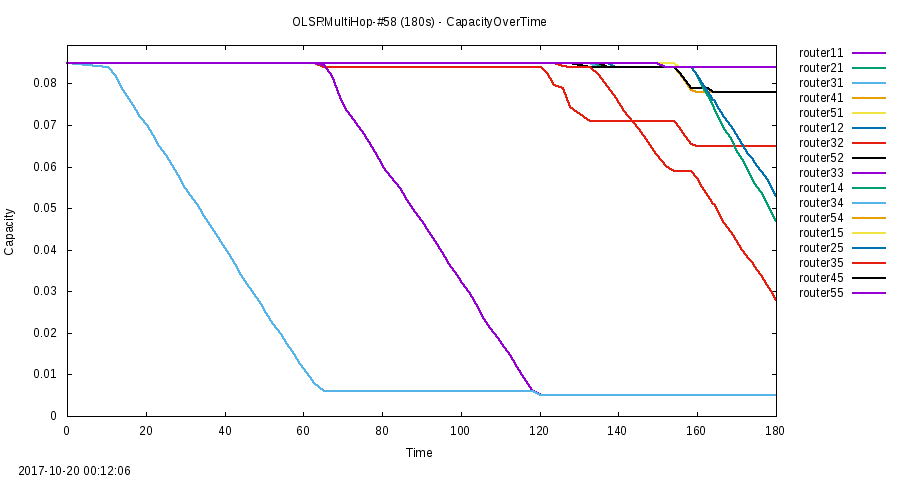 OLSRMultiHop-#58 (180s) - CapacityOverTime
router11
router21
router31
router41
router51
router12
router32
router52
router33
router14
router34
router54
router15
router25
router35
router45
router55
0.08
0.07
0.06
0.05
0.04
0.03
0.02
0.01
0
Capacity
0 20 40 60 80 100 120 140 160 180
Time
2017-10-20 00:12:06